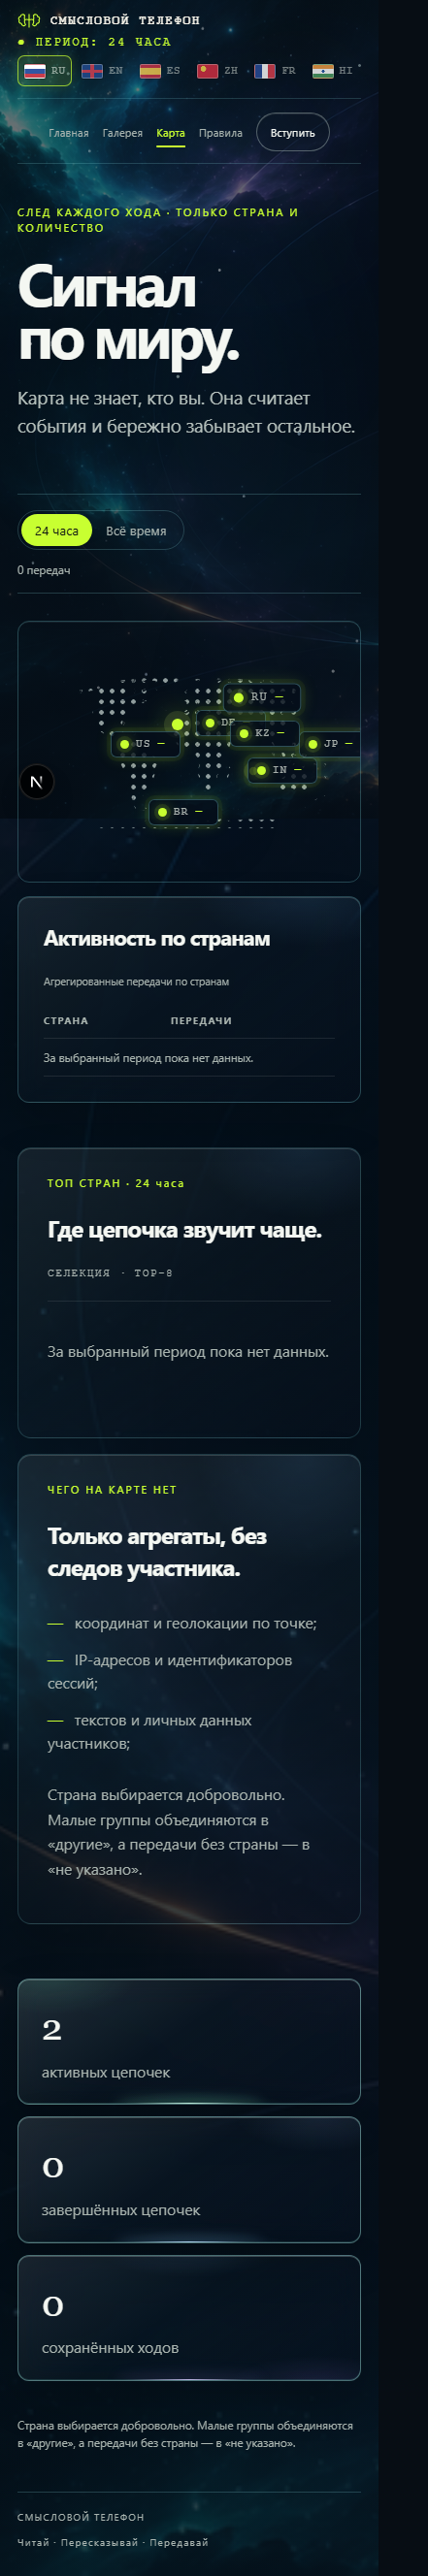 СМЫСЛОВОЙ ТЕЛЕФОН
ПЕРИОД: 24 ЧАСА
RU EN ES ZH FR HI
Главная Галерея Карта Правила Вступить
СЛЕД КАЖДОГО ХОДА · ТОЛЬКО СТРАНА И
КОЛИЧЕСТВО
Сигнал
по миру.
Карта не знает, кто вы. Она считает
события и бережно забывает остальное.
24 часа Всё время
0 передач
RU —
DE
KZ —
US —
JP —
IN —
N
BR —
Активность по странам
Агрегированные передачи по странам
СТРАНА ПЕРЕДАЧИ
За выбранный период пока нет данных.
ТОП СТРАН · 24 часа
Где цепочка звучит чаще.
СЕЛЕКЦИЯ · TOP-8
За выбранный период пока нет данных.
ЧЕГО НА КАРТЕ НЕТ
Только агрегаты, без
следов участника.
— координат и геолокации по точке;
— IP-адресов и идентификаторов
сессий;
— текстов и личных данных
участников;
Страна выбирается добровольно.
Малые группы объединяются в
«другие», а передачи без страны — в
«не указано».
2
активных цепочек
0
завершённых цепочек
0
сохранённых ходов
Страна выбирается добровольно. Малые группы объединяются
в «другие», а передачи без страны — в «не указано».
СМЫСЛОВОЙ ТЕЛЕФОН
Читай · Пересказывай · Передавай